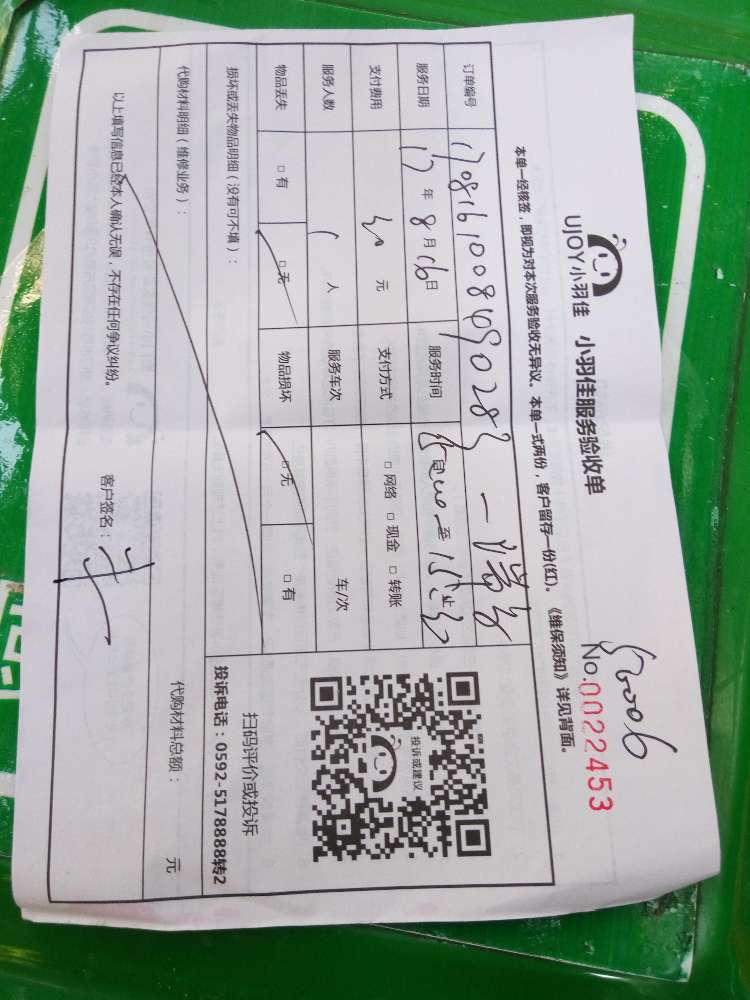 UJOY小羽佳 小羽佳服务验收单
No.0022453
本单一经核签，即视为对本次服务验收无异议。本单一式两份，客户留存一份(红)。《维保须知》详见背面。
订单编号
服务日期 17 年 8 月 16 日 服务时间 自 至
支付费用 元 支付方式 □ 网络 □ 现金 □ 转账
服务人数 1 人 服务车次 车/次
物品丢失 □ 有 □ 无 物品损坏 □ 无 □ 有
投诉或建议
扫码评价或投诉
投诉电话：0592-5178888转2
损坏或丢失物品明细（没有可不填）：
代购材料明细（维修业务）： 代购材料总额： 元
以上填写信息已经本人确认无误，不存在任何争议纠纷。 客户签名：